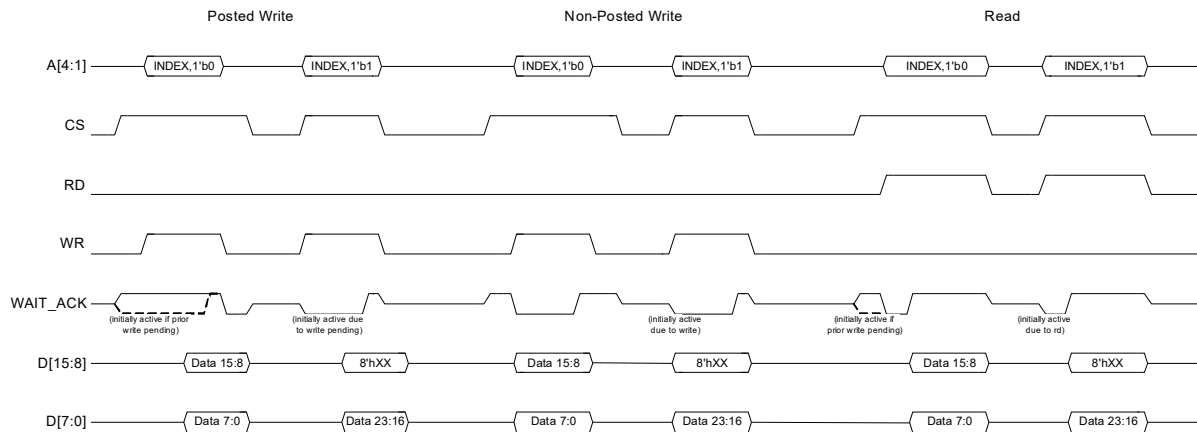 Posted Write Non-Posted Write Read
A[4:1] INDEX,1'b0 INDEX,1'b1 INDEX,1'b0 INDEX,1'b1 INDEX,1'b0 INDEX,1'b1
CS
RD
WR
WAIT_ACK
(initially active if prior
write pending)
(initially active due
to write pending)
(initially active
due to write)
(initially active if
prior write pending)
(initially active
due to rd)
D[15:8] Data 15:8 8'hXX Data 15:8 8'hXX Data 15:8 8'hXX
D[7:0] Data 7:0 Data 23:16 Data 7:0 Data 23:16 Data 7:0 Data 23:16